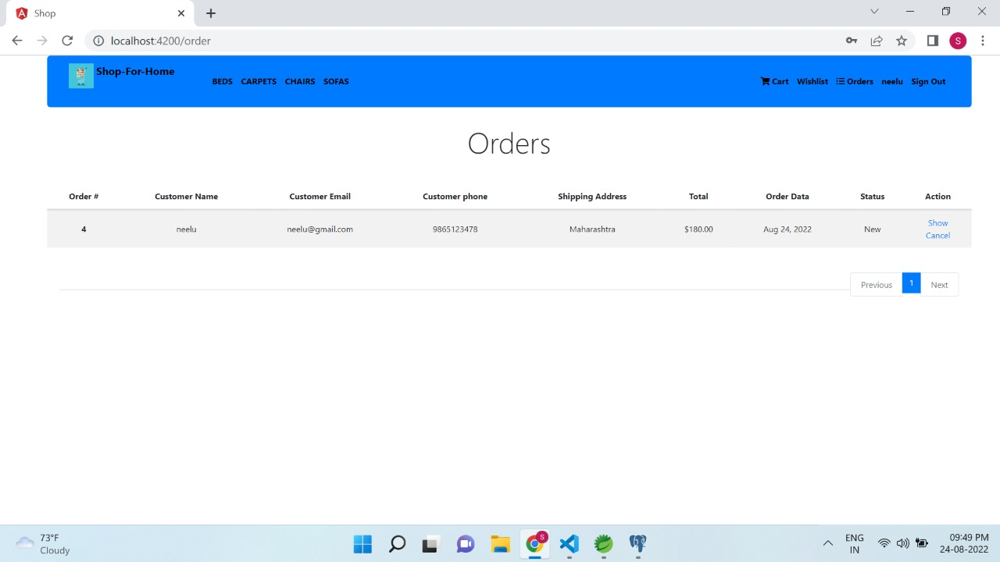 Shop
localhost:4200/order
S
Shop-For-Home
BEDS CARPETS CHAIRS SOFAS
Cart Wishlist Orders neelu Sign Out
Orders
Order # Customer Name Customer Email Customer phone Shipping Address Total Order Data Status Action
4 neelu neelu@gmail.com 9865123478 Maharashtra $180.00 Aug 24, 2022 New Show
Cancel
Previous 1 Next
73°F
Cloudy
S
ENG
IN
09:49 PM
24-08-2022